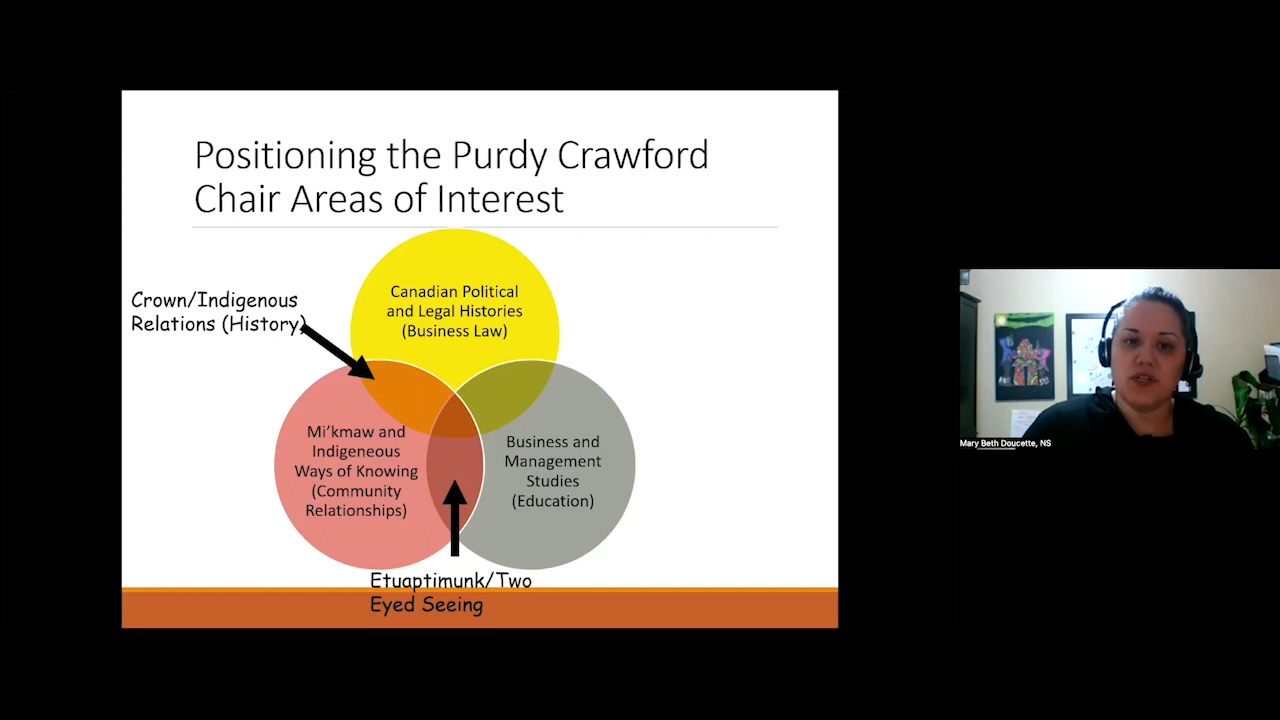 Positioning the Purdy Crawford
Chair Areas of Interest
Crown/Indigenous
Relations (History)
Canadian Political
and Legal Histories
(Business Law)
Mi'kmaw and
Indigeneous
Ways of Knowing
(Community
Relationships)
Business and
Management
Studies
(Education)
Etuaptimunk/Two
Eyed Seeing
Mary Beth Doucette, NS